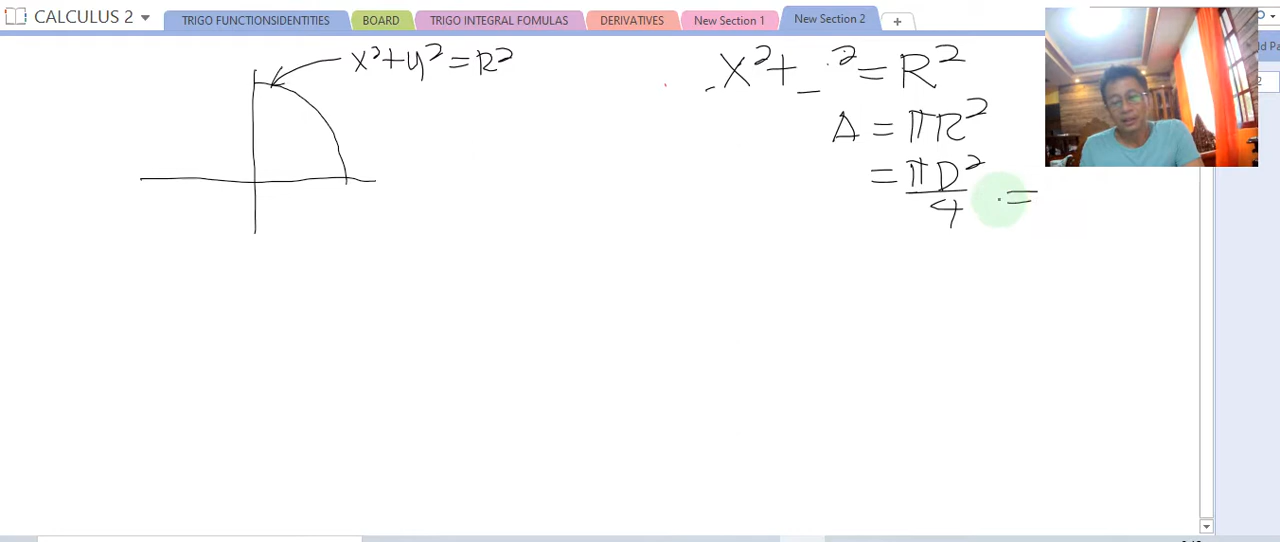 CALCULUS 2
TRIGO FUNCTIONSIDENTITIES
BOARD
TRIGO INTEGRAL FOMULAS
DERIVATIVES
New Section 1
New Section 2
x²+y²=R²
x²+ ²=R²
A = πR²
= πD²/4 =